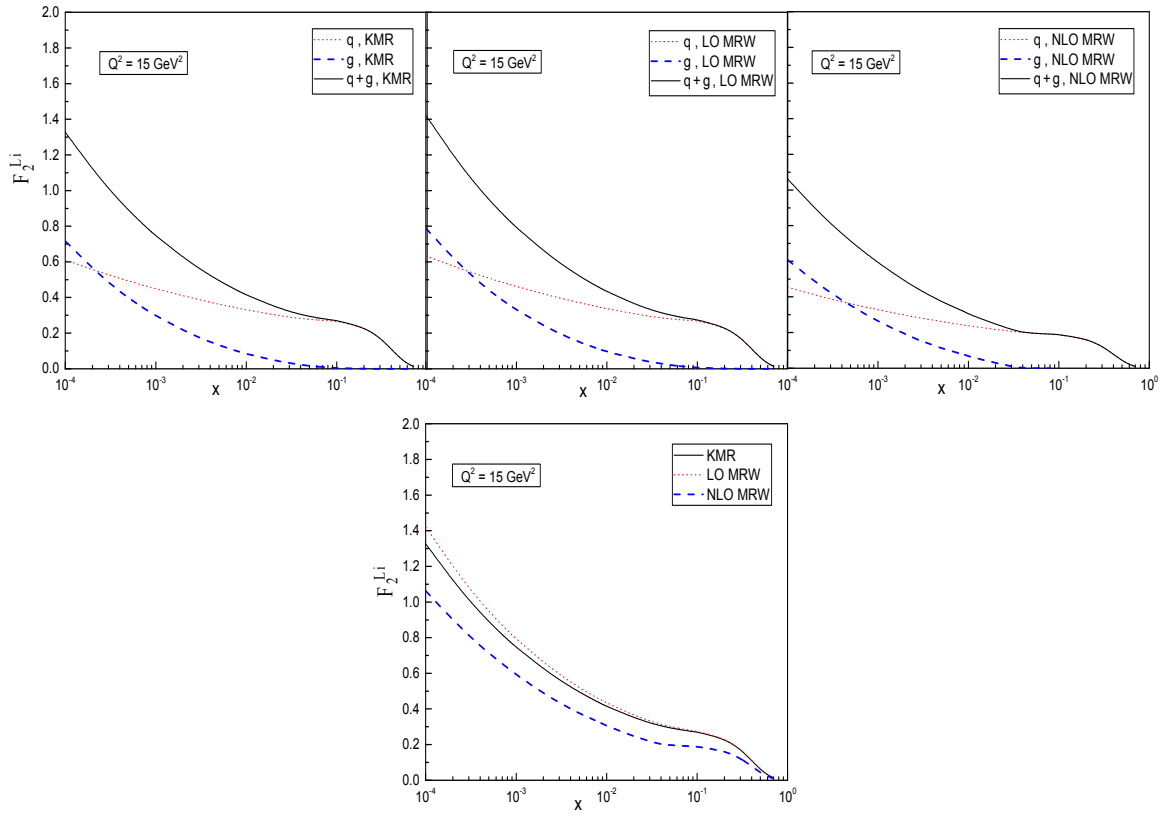 2.0
1.8
1.6
1.4
1.2
1.0
0.8
0.6
0.4
0.2
0.0
F₂^Li
Q² = 15 GeV²
q , KMR
g , KMR
q + g , KMR
10⁻⁴
10⁻³
10⁻²
10⁻¹
x
Q² = 15 GeV²
q , LO MRW
g , LO MRW
q + g , LO MRW
10⁻⁴
10⁻³
10⁻²
10⁻¹
x
Q² = 15 GeV²
q , NLO MRW
g , NLO MRW
q + g , NLO MRW
10⁻⁴
10⁻³
10⁻²
10⁻¹
10⁰
x
2.0
1.8
1.6
1.4
1.2
1.0
0.8
0.6
0.4
0.2
0.0
F₂^Li
Q² = 15 GeV²
KMR
LO MRW
NLO MRW
10⁻⁴
10⁻³
10⁻²
10⁻¹
10⁰
x